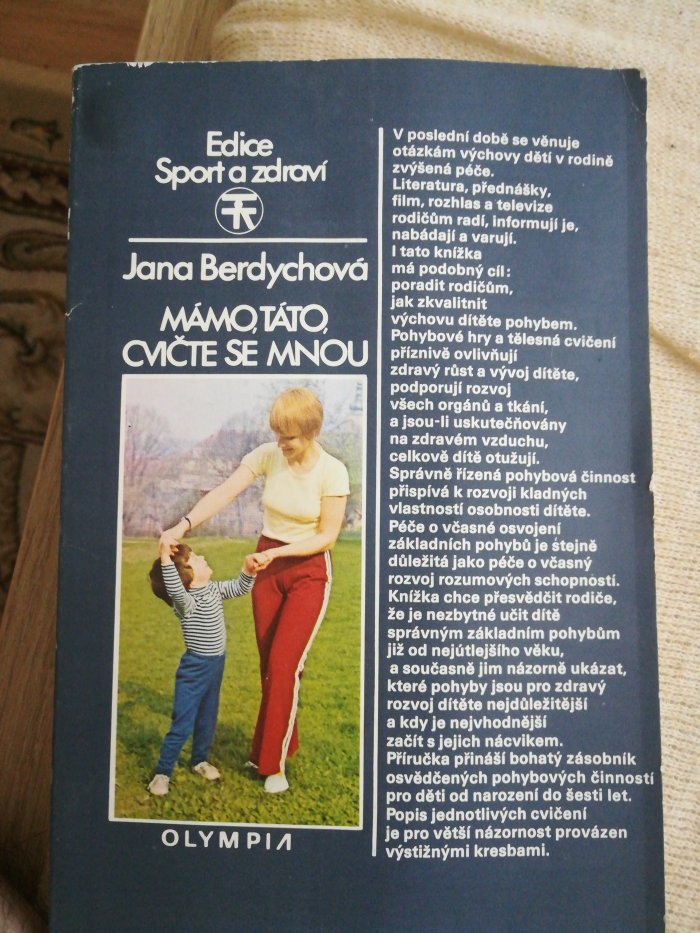 Edice
Sport a zdraví
Jana Berdychová
MÁMO, TÁTO,
CVIČTE SE MNOU
OLYMPIA
V poslední době se věnuje
otázkám výchovy dětí v rodině
zvýšená péče.
Literatura, přednášky,
film, rozhlas a televize
rodičům radí, informují je,
nabádají a varují.
I tato knížka
má podobný cíl:
poradit rodičům,
jak zkvalitnit
výchovu dítěte pohybem.
Pohybové hry a tělesná cvičení
příznivě ovlivňují
zdravý růst a vývoj dítěte,
podporují rozvoj
všech orgánů a tkání,
a jsou-li uskutečňovány
na zdravém vzduchu,
celkově dítě otužují.
Správně řízená pohybová činnost
přispívá k rozvoji kladných
vlastností osobnosti dítěte.
Péče o včasné osvojení
základních pohybů je stejně
důležitá jako péče o včasný
rozvoj rozumových schopností.
Knížka chce přesvědčit rodiče,
že je nezbytné učit dítě
správným základním pohybům
již od nejútlejšího věku,
a současně jim názorně ukázat,
které pohyby jsou pro zdravý
rozvoj dítěte nejdůležitější
a kdy je nejvhodnější
začít s jejich nácvikem.
Příručka přináší bohatý zásobník
osvědčených pohybových činností
pro děti od narození do šesti let.
Popis jednotlivých cvičení
je pro větší názornost provázen
výstižnými kresbami.